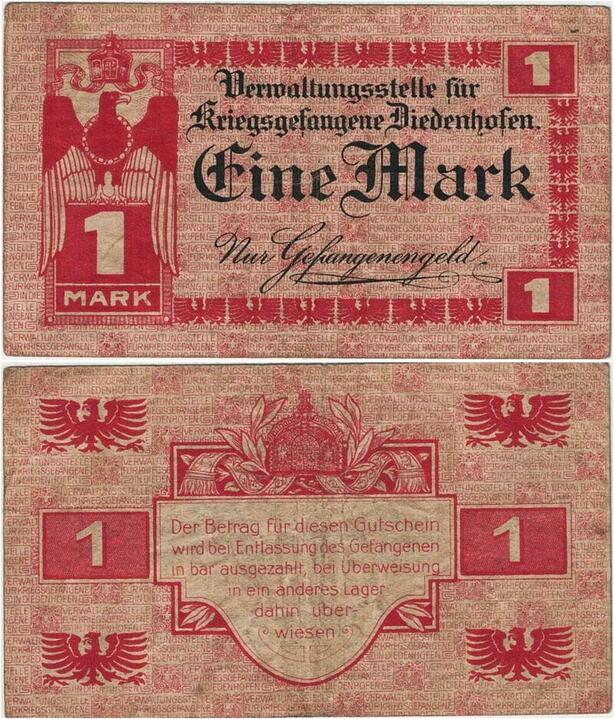 1
Verwaltungsstelle für
Kriegsgefangene Diedenhofen.
Eine Mark
Nur Gefangenengeld
1
MARK
1
1
1
Der Betrag für diesen Gutschein
wird bei Entlassung des Gefangenen
in bar ausgezahlt, bei Überweisung
in ein anderes Lager
dahin über-
wiesen